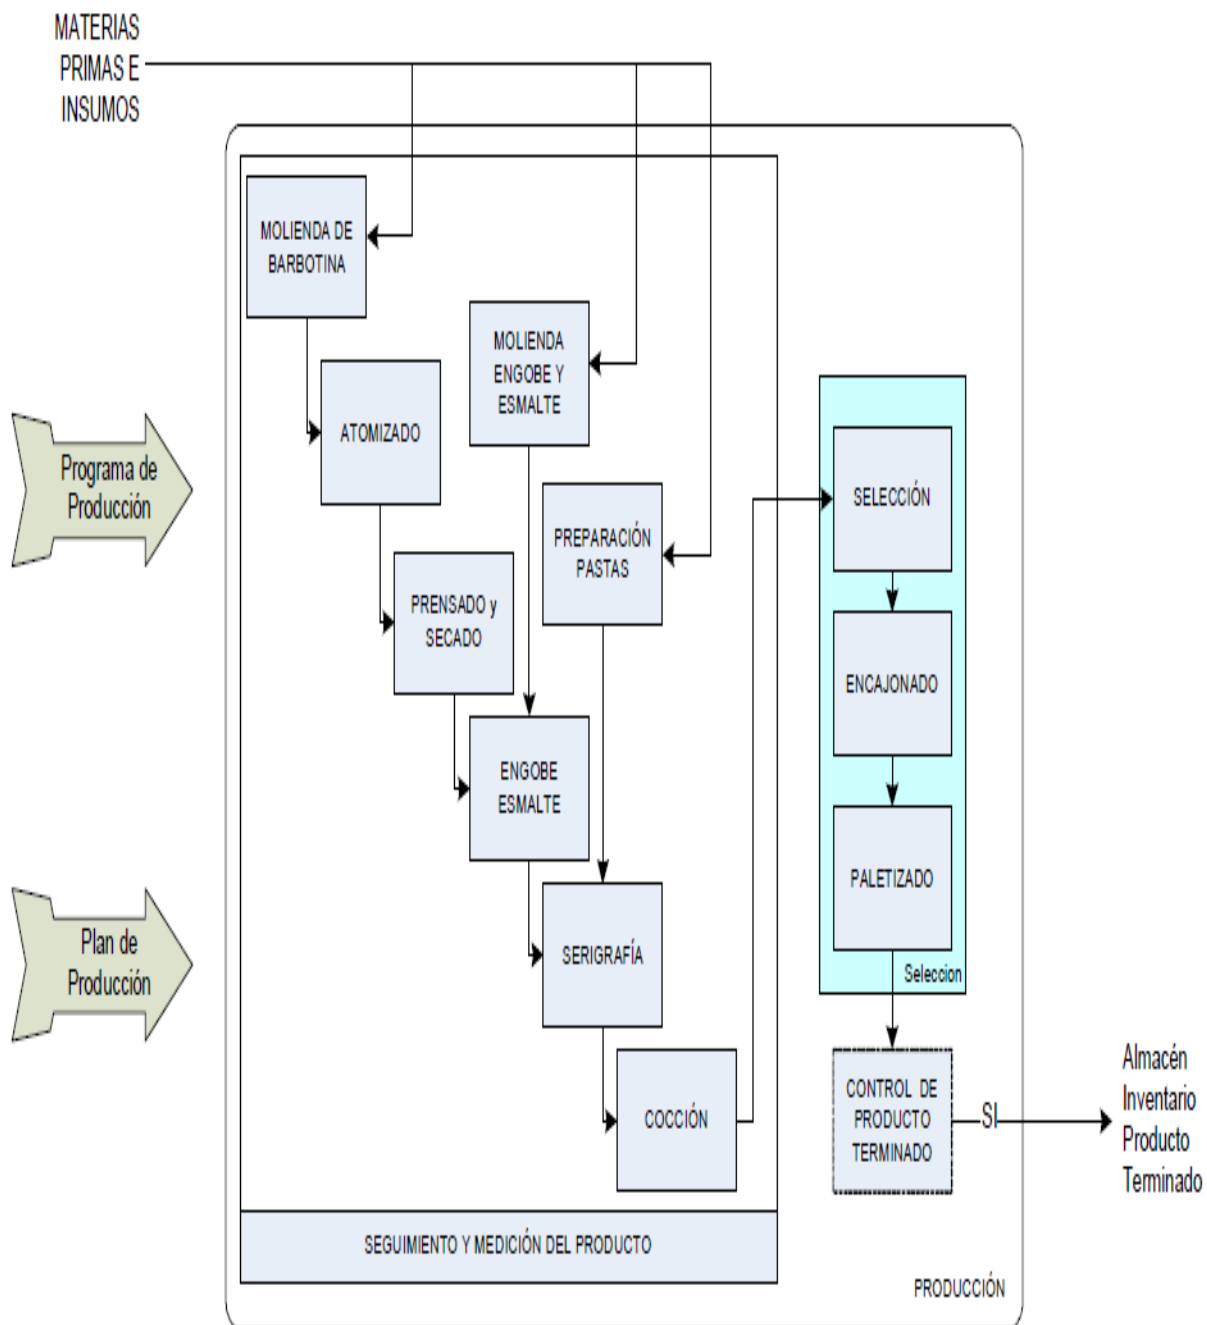 MATERIAS
PRIMAS E
INSUMOS
MOLIENDA DE
BARBOTINA
MOLIENDA
ENGOBE Y
ESMALTE
ATOMIZADO
Programa de
Producción
SELECCIÓN
PREPARACIÓN
PASTAS
PRENSADO y
SECADO
ENCAJONADO
ENGOBE
ESMALTE
PALETIZADO
Seleccion
Plan de
Producción
SERIGRAFÍA
COCCIÓN
CONTROL DE
PRODUCTO
TERMINADO
SI
Almacén
Inventario
Producto
Terminado
SEGUIMIENTO Y MEDICIÓN DEL PRODUCTO
PRODUCCIÓN